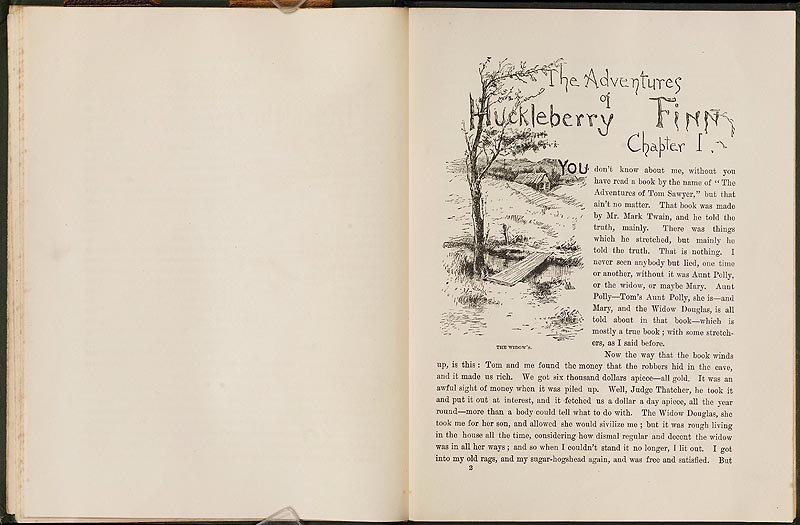 The Adventures
of
Huckleberry Finn
Chapter I.
YOU don't know about me, without you
have read a book by the name of "The
Adventures of Tom Sawyer," but that
ain't no matter. That book was made
by Mr. Mark Twain, and he told the
truth, mainly. There was things
which he stretched, but mainly he
told the truth. That is nothing. I
never seen anybody but lied, one time
or another, without it was Aunt Polly,
or the widow, or maybe Mary. Aunt
Polly—Tom's Aunt Polly, she is—and
Mary, and the Widow Douglas, is all
told about in that book—which is
mostly a true book; with some stretch-
ers, as I said before.
THE WIDOW'S.
Now the way that the book winds
up, is this: Tom and me found the money that the robbers hid in the cave,
and it made us rich. We got six thousand dollars apiece—all gold. It was an
awful sight of money when it was piled up. Well, Judge Thatcher, he took it
and put it out at interest, and it fetched us a dollar a day apiece, all the year
round—more than a body could tell what to do with. The Widow Douglas, she
took me for her son, and allowed she would sivilize me; but it was rough living
in the house all the time, considering how dismal regular and decent the widow
was in all her ways; and so when I couldn't stand it no longer, I lit out. I got
into my old rags, and my sugar-hogshead again, and was free and satisfied. But
2